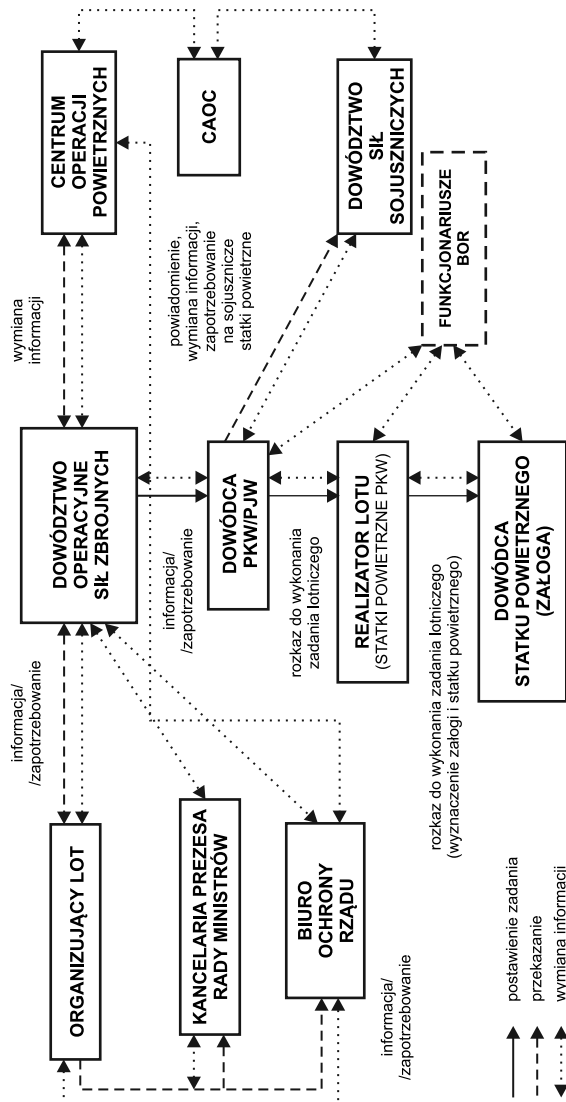 ORGANIZUJĄCY LOT
KANCELARIA PREZESA
RADY MINISTRÓW
BIURO
OCHRONY
RZĄDU
informacja/
/zapotrzebowanie
informacja/
/zapotrzebowanie
DOWÓDZTWO
OPERACYJNE
SIŁ ZBROJNYCH
informacja/
/zapotrzebowanie
DOWÓDCA
PKW/PJW
rozkaz do wykonania
zadania lotniczego
REALIZATOR LOTU
(STATKI POWIETRZNE PKW)
rozkaz do wykonania zadania lotniczego
(wyznaczenie załogi i statku powietrznego)
DOWÓDCA
STATKU POWIETRZNEGO
(ZAŁOGA)
wymiana
informacji
CENTRUM
OPERACJI
POWIETRZNYCH
CAOC
powiadomienie,
wymiana informacji,
zapotrzebowanie
na sojusznicze
statki powietrzne
DOWÓDZTWO
SIŁ
SOJUSZNICZYCH
FUNKCJONARIUSZE
BOR
postawienie zadania
przekazanie
wymiana informacji